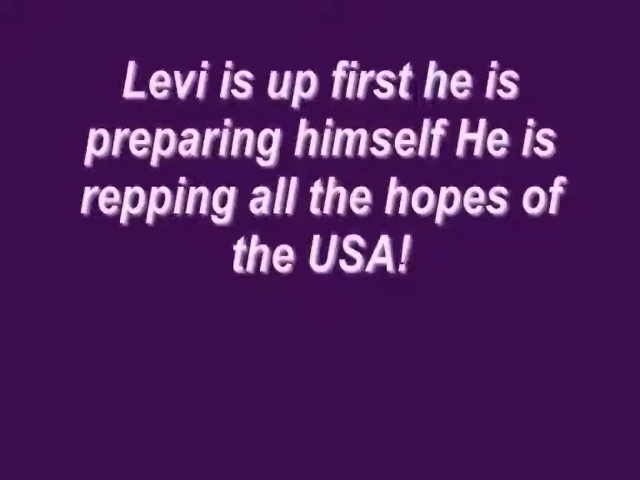 Levi is up first he is
preparing himself He is
repping all the hopes of
the USA!